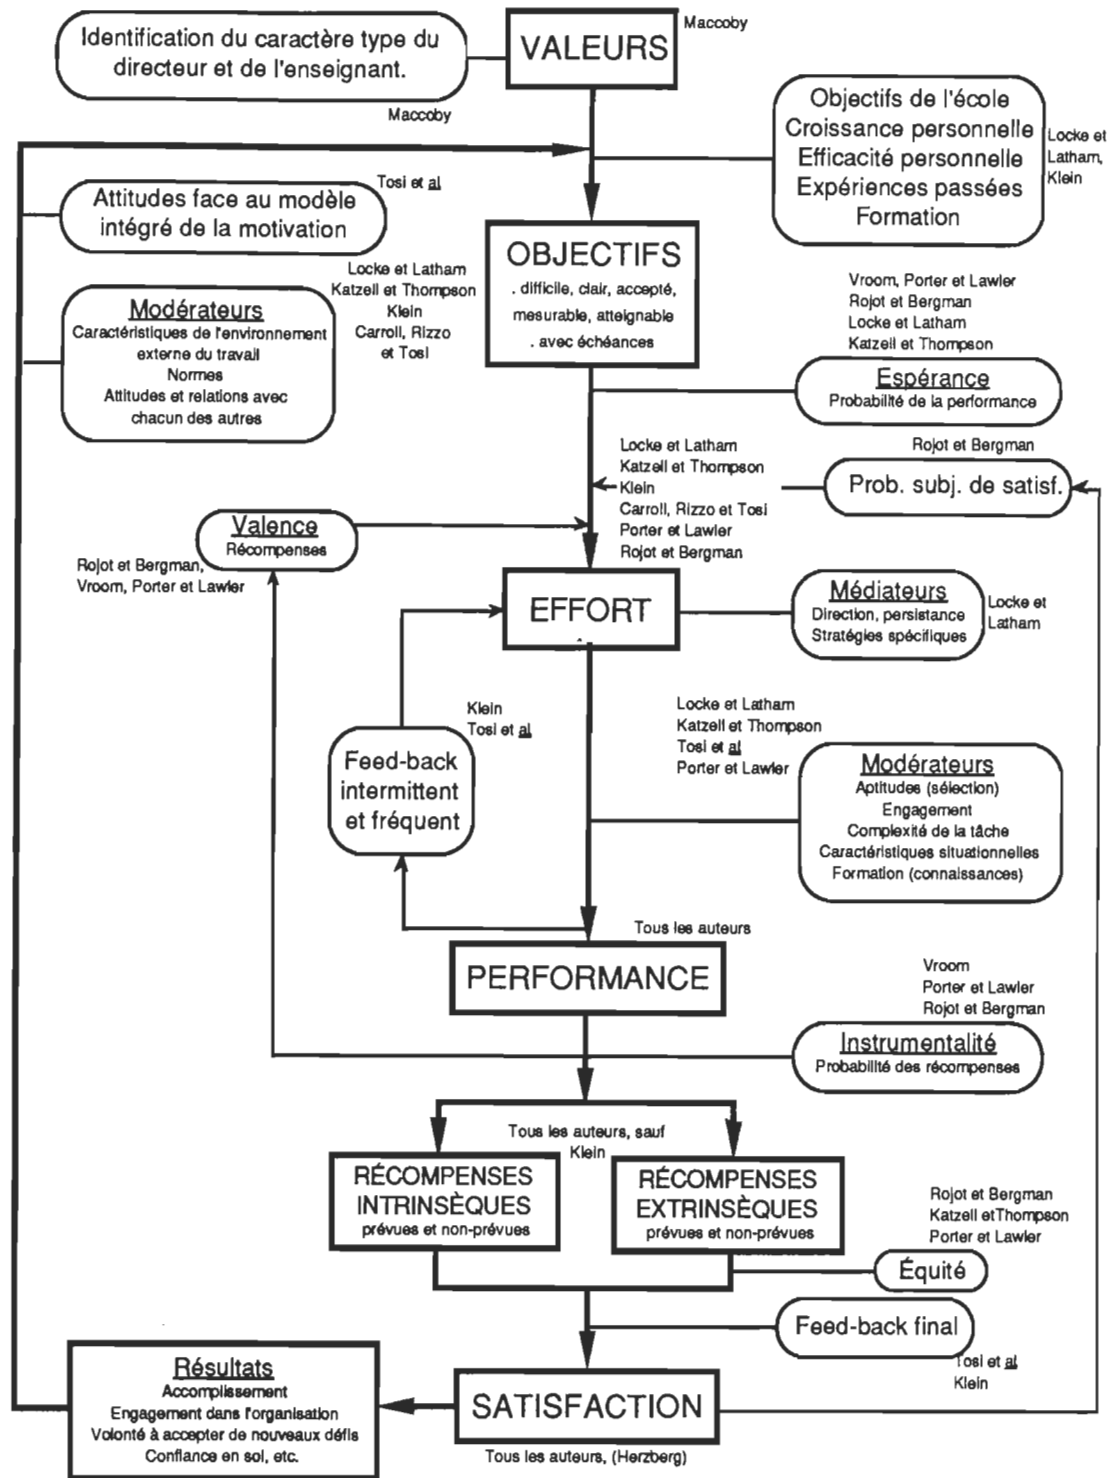 Maccoby
Identification du caractère type du
directeur et de l'enseignant.
VALEURS
Maccoby
Objectifs de l'école
Croissance personnelle
Efficacité personnelle
Expériences passées
Formation
Locke et
Latham,
Klein
Tosi et al
Attitudes face au modèle
intégré de la motivation
OBJECTIFS
. difficile, clair, accepté,
mesurable, atteignable
. avec échéances
Locke et Latham
Katzell et Thompson
Klein
Carroll, Rizzo
et Tosi
Modérateurs
Caractéristiques de l'environnement
externe du travail
Normes
Attitudes et relations avec
chacun des autres
Vroom, Porter et Lawler
Rojot et Bergman
Locke et Latham
Katzell et Thompson
Espérance
Probabilité de la performance
Rojot et Bergman
Prob. subj. de satisf.
Locke et Latham
Katzell et Thompson
Klein
Carroll, Rizzo et Tosi
Porter et Lawler
Rojot et Bergman
Valence
Récompenses
Rojot et Bergman,
Vroom, Porter et Lawler
EFFORT
Médiateurs
Direction, persistance
Stratégies spécifiques
Locke et
Latham
Klein
Tosi et al
Feed-back
intermittent
et fréquent
Locke et Latham
Katzell et Thompson
Tosi et al
Porter et Lawler
Modérateurs
Aptitudes (sélection)
Engagement
Complexité de la tâche
Caractéristiques situationnelles
Formation (connaissances)
Tous les auteurs
PERFORMANCE
Vroom
Porter et Lawler
Rojot et Bergman
Instrumentalité
Probabilité des récompenses
Tous les auteurs, sauf
Klein
RÉCOMPENSES
INTRINSÈQUES
prévues et non-prévues
RÉCOMPENSES
EXTRINSÈQUES
prévues et non-prévues
Rojot et Bergman
Katzell etThompson
Porter et Lawler
Équité
Feed-back final
Tosi et al
Klein
Résultats
Accomplissement
Engagement dans l'organisation
Volonté à accepter de nouveaux défis
Confiance en soi, etc.
SATISFACTION
Tous les auteurs, (Herzberg)